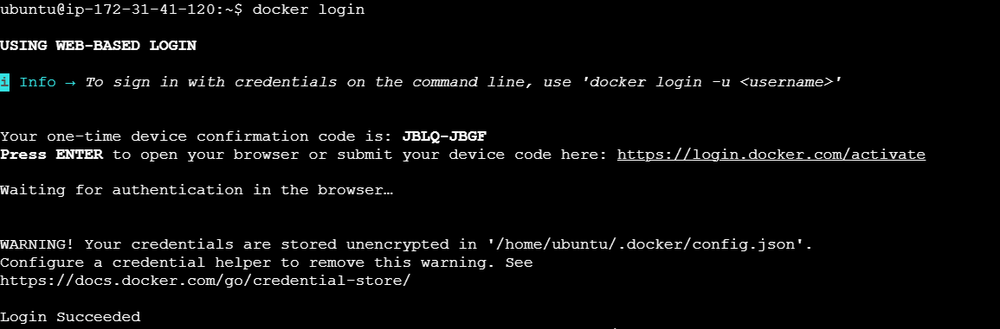 ubuntu@ip-172-31-41-120:~$ docker login
USING WEB-BASED LOGIN
i Info → To sign in with credentials on the command line, use 'docker login -u <username>'
Your one-time device confirmation code is: JBLQ-JBGF
Press ENTER to open your browser or submit your device code here: https://login.docker.com/activate
Waiting for authentication in the browser…
WARNING! Your credentials are stored unencrypted in '/home/ubuntu/.docker/config.json'.
Configure a credential helper to remove this warning. See
https://docs.docker.com/go/credential-store/
Login Succeeded